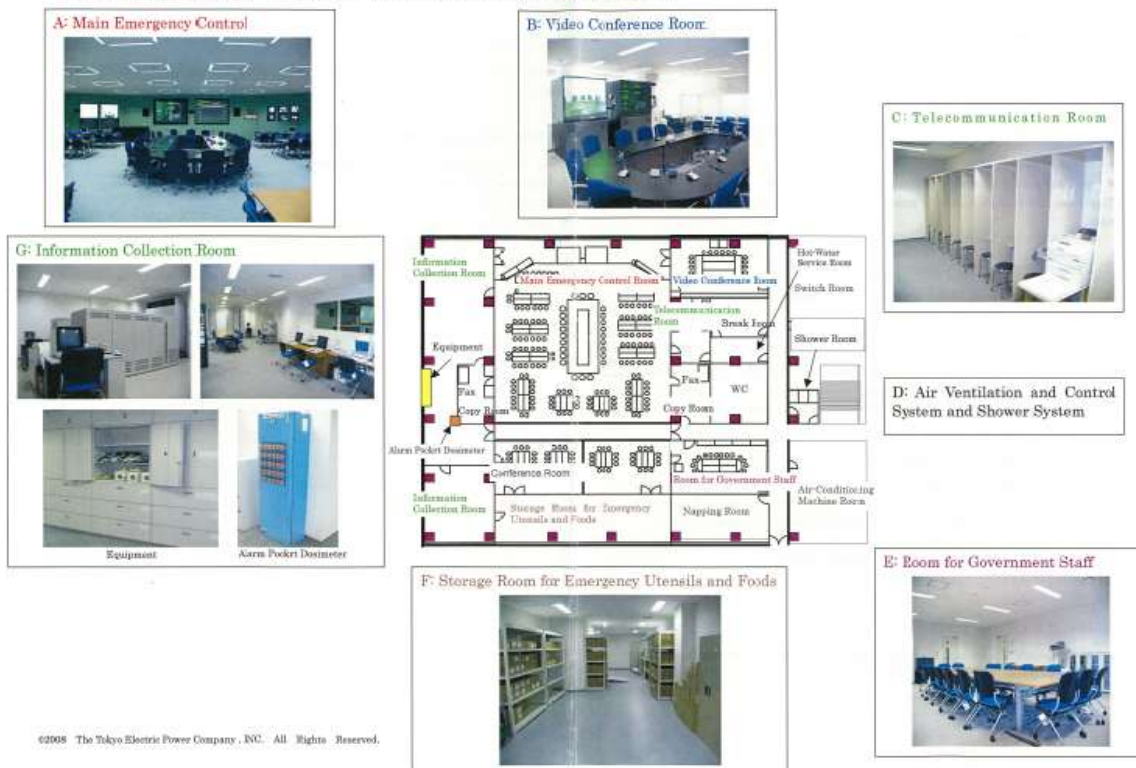 A: Main Emergency Control
B: Video Conference Room
C: Telecommunication Room
G: Information Collection Room
Information
Collection Room
Main Emergency Control Room
Video Conference Room
Hot-Water
Service Room
Switch Room
Telecommunication
Room
Break Room
Shower Room
Equipment
Fax
Fax
WC
Copy Room
Copy Room
D: Air Ventilation and Control
System and Shower System
Alarm Pocket Dosimeter
Conference Room
Room for Government Staff
Air-Conditioning
Machine Room
Information
Collection Room
Storage Room for Emergency
Utensils and Foods
Napping Room
Equipment
Alarm Pockrt Dosimeter
E: Room for Government Staff
F: Storage Room for Emergency Utensils and Foods
©2008 The Tokyo Electric Power Company , INC. All Rights Reserved.